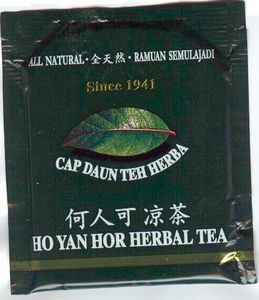 ALL NATURAL · 全天然 · RAMUAN SEMULAJADI
Since 1941
CAP DAUN TEH HERBA
何人可凉茶
HO YAN HOR HERBAL TEA